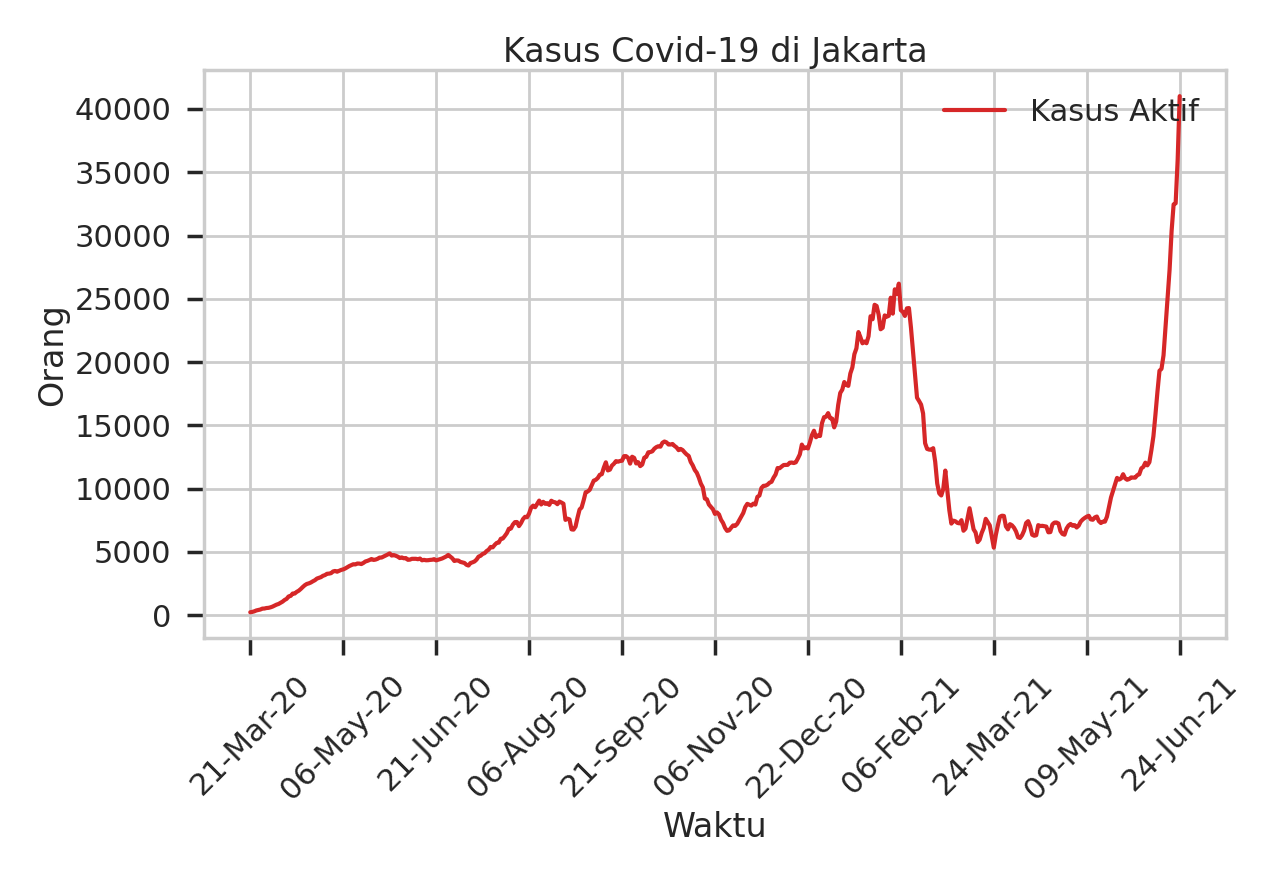 Kasus Covid-19 di Jakarta
Kasus Aktif
Orang
40000
35000
30000
25000
20000
15000
10000
5000
0
21-Mar-20
06-May-20
21-Jun-20
06-Aug-20
21-Sep-20
06-Nov-20
22-Dec-20
06-Feb-21
24-Mar-21
09-May-21
24-Jun-21
Waktu